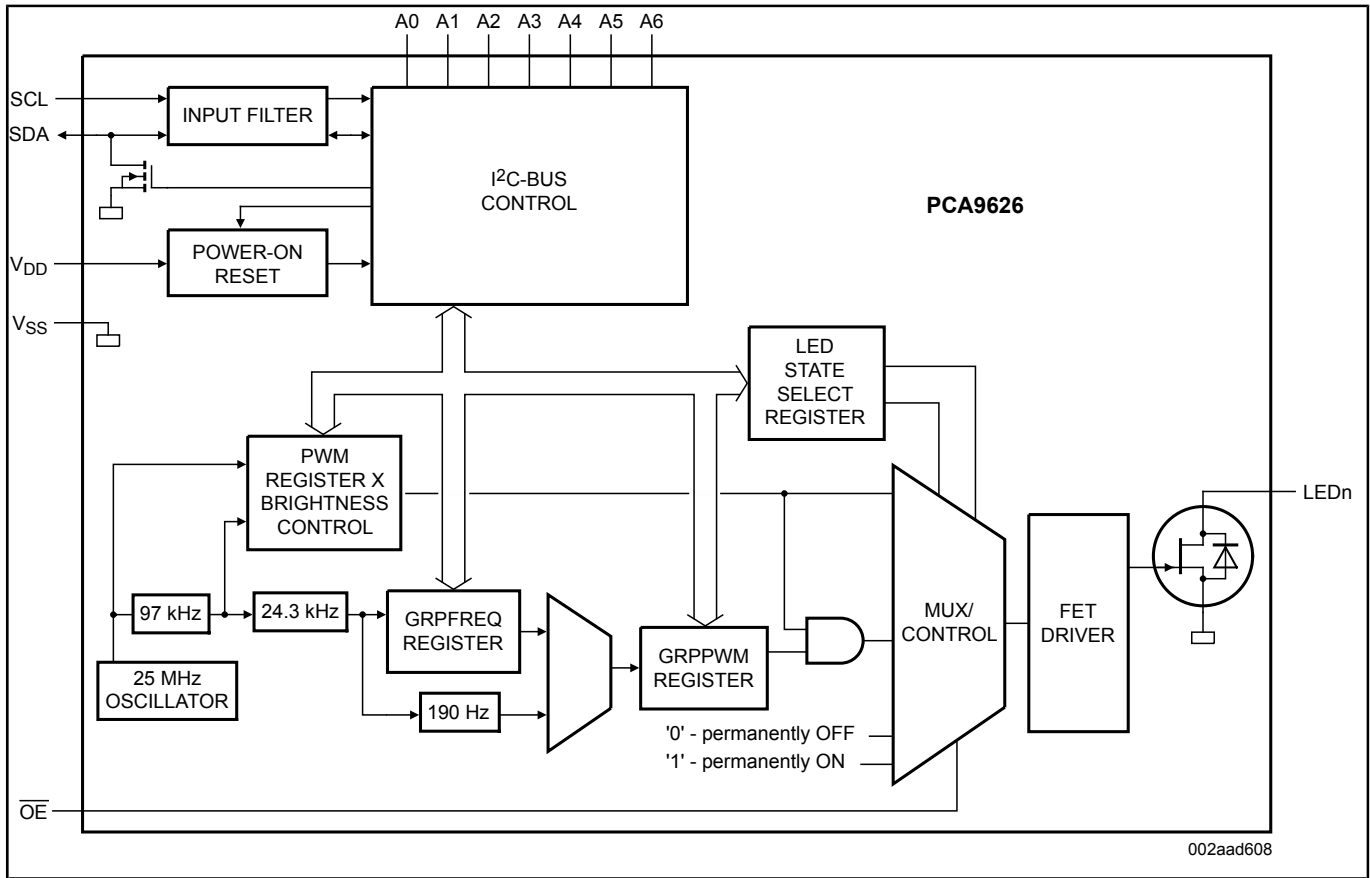 A0 A1 A2 A3 A4 A5 A6
SCL
SDA
INPUT FILTER
I²C-BUS
CONTROL
PCA9626
POWER-ON
RESET
VDD
VSS
LED
STATE
SELECT
REGISTER
PWM
REGISTER X
BRIGHTNESS
CONTROL
LEDn
97 kHz
24.3 kHz
GRPFREQ
REGISTER
MUX/
CONTROL
FET
DRIVER
GRPPWM
REGISTER
25 MHz
OSCILLATOR
190 Hz
'0' - permanently OFF
'1' - permanently ON
O̅E̅
002aad608